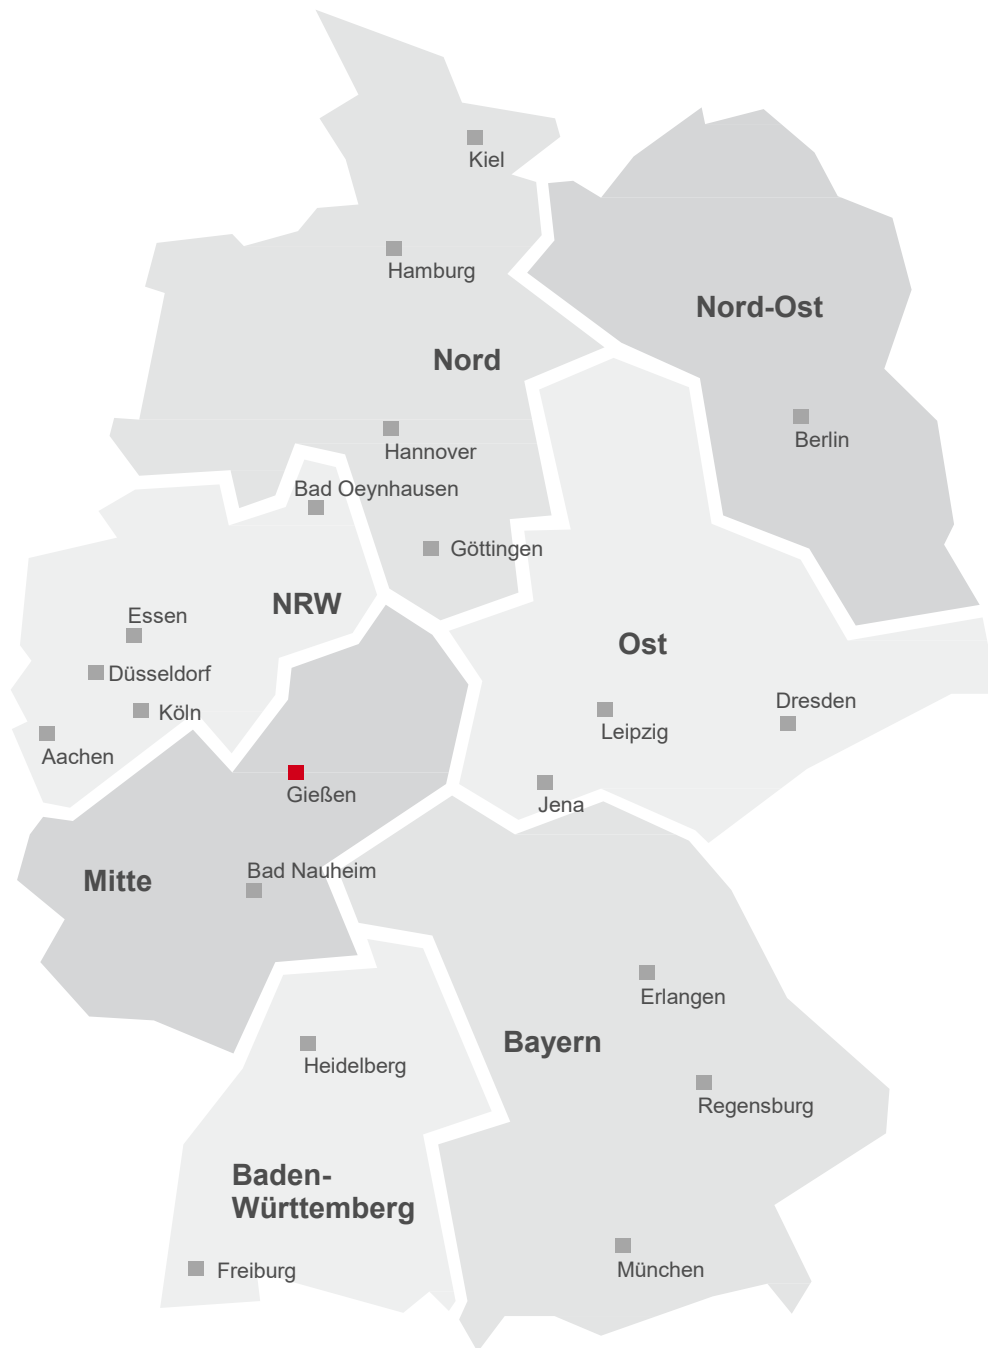 Kiel
Hamburg
Nord-Ost
Nord
Berlin
Hannover
Bad Oeynhausen
Göttingen
NRW
Essen
Ost
Düsseldorf
Dresden
Köln
Leipzig
Aachen
Gießen
Jena
Bad Nauheim
Mitte
Erlangen
Bayern
Heidelberg
Regensburg
Baden-
Württemberg
München
Freiburg